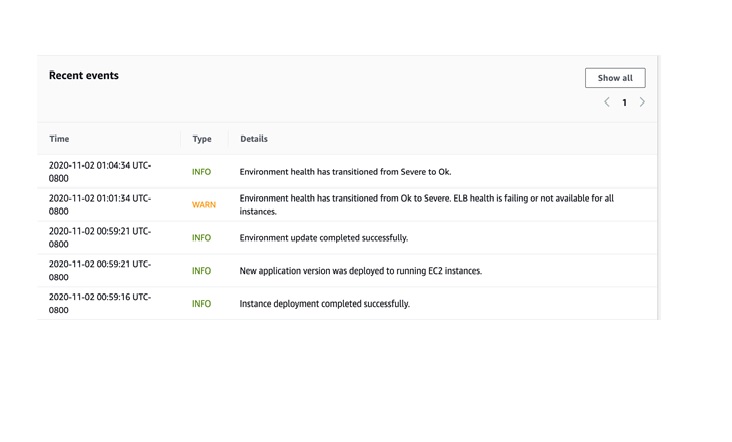 Recent events
Show all
1
Time Type Details
2020-11-02 01:04:34 UTC-
0800
INFO
Environment health has transitioned from Severe to Ok.
2020-11-02 01:01:34 UTC-
0800
WARN
Environment health has transitioned from Ok to Severe. ELB health is failing or not available for all
instances.
2020-11-02 00:59:21 UTC-
0800
INFO
Environment update completed successfully.
2020-11-02 00:59:21 UTC-
0800
INFO
New application version was deployed to running EC2 instances.
2020-11-02 00:59:16 UTC-
0800
INFO
Instance deployment completed successfully.